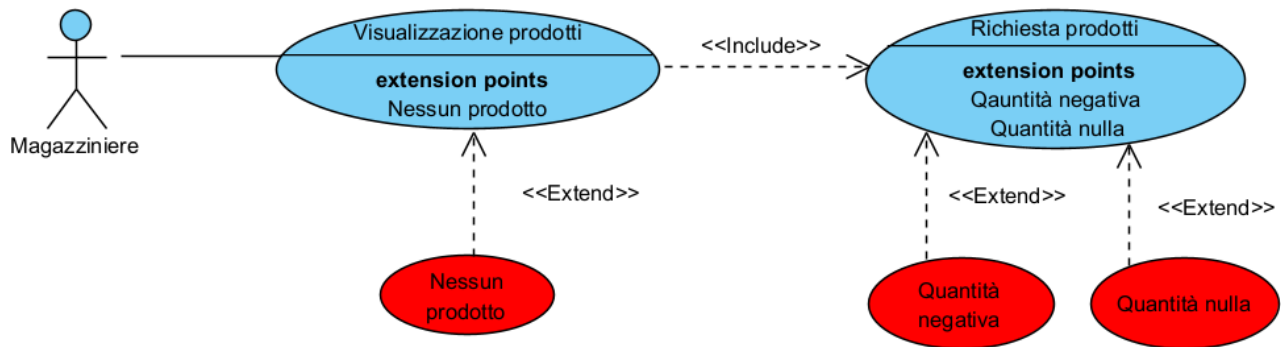 Visualizzazione prodotti
extension points
Nessun prodotto
<<Include>>
Richiesta prodotti
extension points
Qauntità negativa
Quantità nulla
Magazziniere
<<Extend>>
<<Extend>>
<<Extend>>
Nessun
prodotto
Quantità
negativa
Quantità nulla